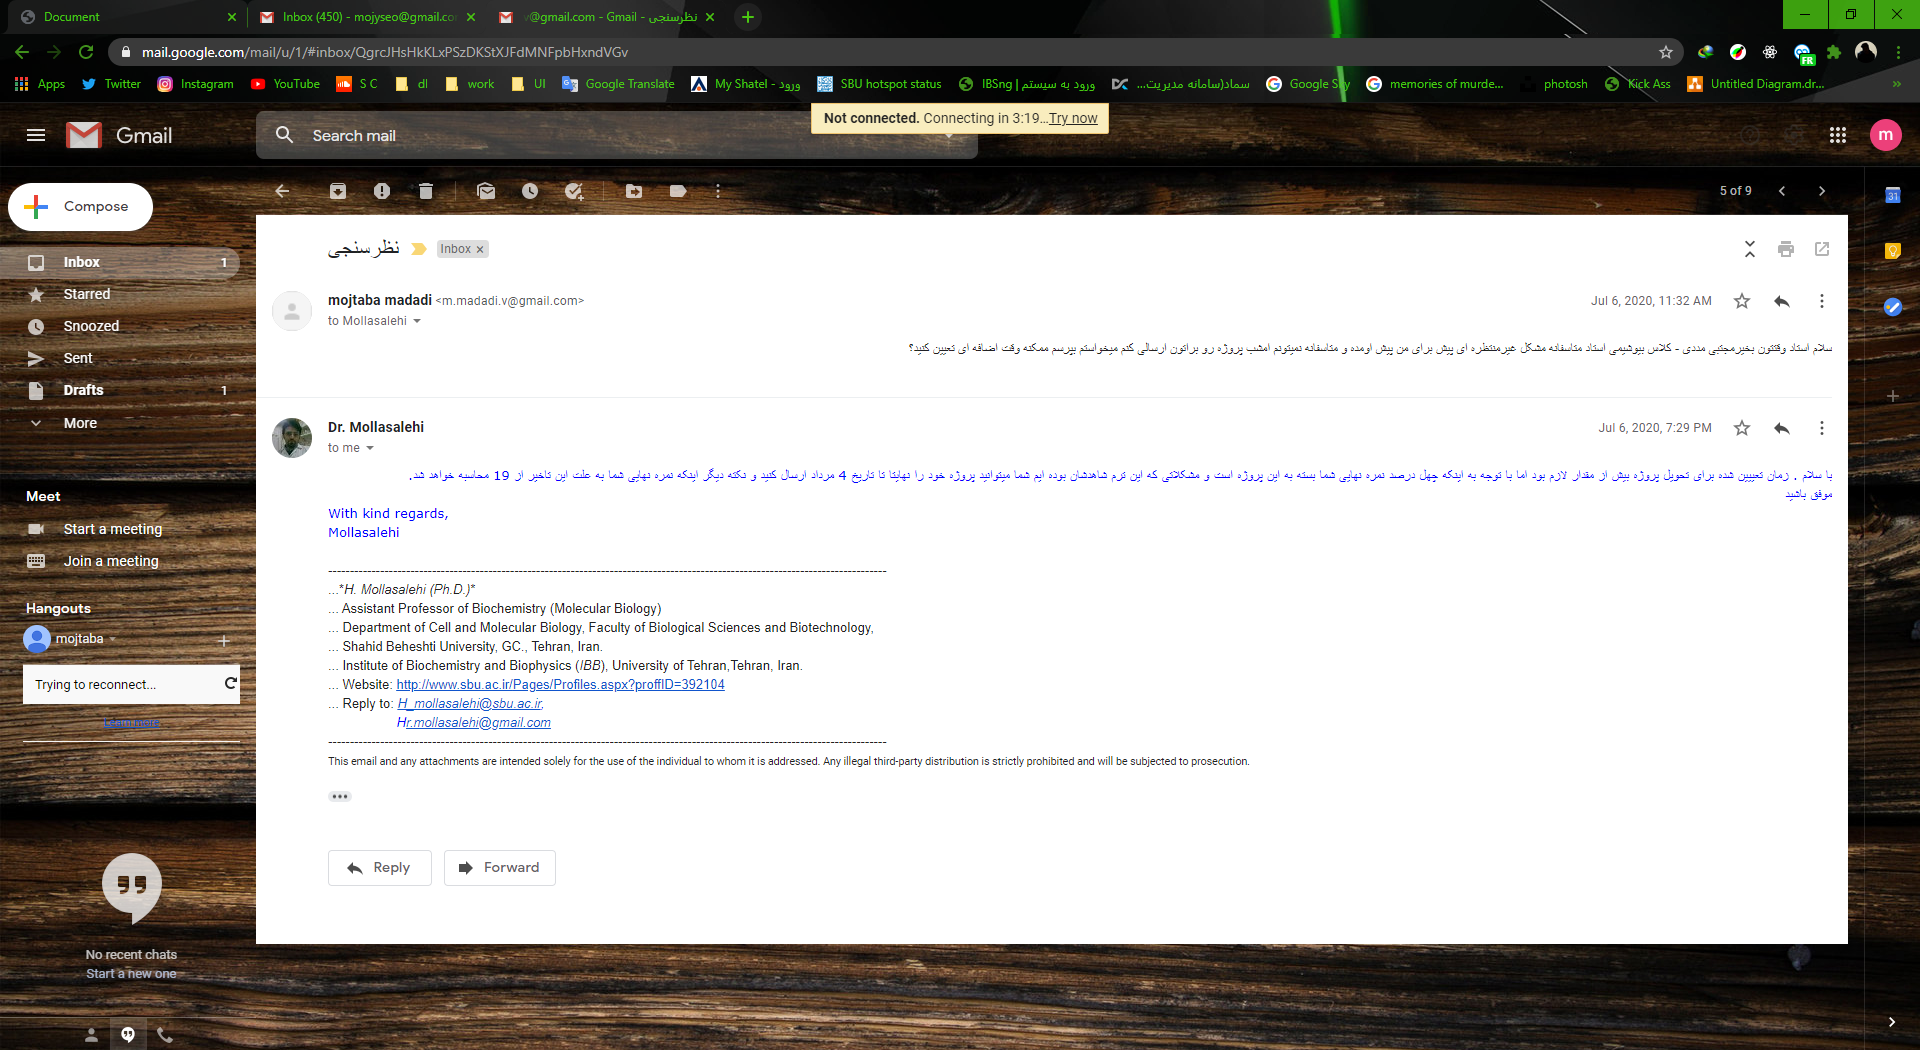 Document
Inbox (450) - mojyseo@gmail.co
v@gmail.com - Gmail - نظرسنجی
mail.google.com/mail/u/1/#inbox/QgrcJHsHkKLxPSzDKStXJFdMNFpbHxndVGv
FR
Apps
Twitter
Instagram
YouTube
S C
dl
work
UI
Google Translate
My Shatel - ورود
SBU hotspot status
IBSng | ورود به سیستم
سماد(سامانه مدیریت...
Google Sky
memories of murde...
photosh
Kick Ass
Untitled Diagram.dr...
Gmail
Search mail
Not connected. Connecting in 3:19... Try now
m
Compose
5 of 9
31
Inbox 1
Starred
Snoozed
Sent
Drafts 1
More
Meet
Start a meeting
Join a meeting
Hangouts
mojtaba
Trying to reconnect...
Learn more
No recent chats
Start a new one
نظرسنجی
Inbox ×
mojtaba madadi <m.madadi.v@gmail.com>
Jul 6, 2020, 11:32 AM
to Mollasalehi
سلام استاد وقتتون بخیرمجتبی مددی - کلاس بیوشیمی استاد متاسفانه مشکل غیرمنتظره ای پیش برای من پیش اومده و متاسفانه نمیتونم امشب پروژه رو براتون ارسالی کنم میخواستم بپرسم ممکنه وقت اضافه ای تعیین کنید؟
Dr. Mollasalehi
Jul 6, 2020, 7:29 PM
to me
با سلام . زمان تعییین شده برای تحویل پروژه بیش از مقدار لازم بود اما با توجه به اینکه چهل درصد نمره نهایی شما بسته به این پروژه است و مشکلاتی که این ترم شاهدشان بوده ایم شما میتوانید پروژه خود را نهایتا تا تاریخ 4 مرداد ارسال کنید و نکته دیگر اینکه نمره نهایی شما به علت این تاخیر از 19 محاسبه خواهد شد.
موفق باشید
With kind regards,
Mollasalehi
...*H. Mollasalehi (Ph.D.)*
... Assistant Professor of Biochemistry (Molecular Biology)
... Department of Cell and Molecular Biology, Faculty of Biological Sciences and Biotechnology,
... Shahid Beheshti University, GC., Tehran, Iran.
... Institute of Biochemistry and Biophysics (IBB), University of Tehran,Tehran, Iran.
... Website: http://www.sbu.ac.ir/Pages/Profiles.aspx?proffID=392104
... Reply to: H_mollasalehi@sbu.ac.ir,
Hr.mollasalehi@gmail.com
This email and any attachments are intended solely for the use of the individual to whom it is addressed. Any illegal third-party distribution is strictly prohibited and will be subjected to prosecution.
Reply
Forward